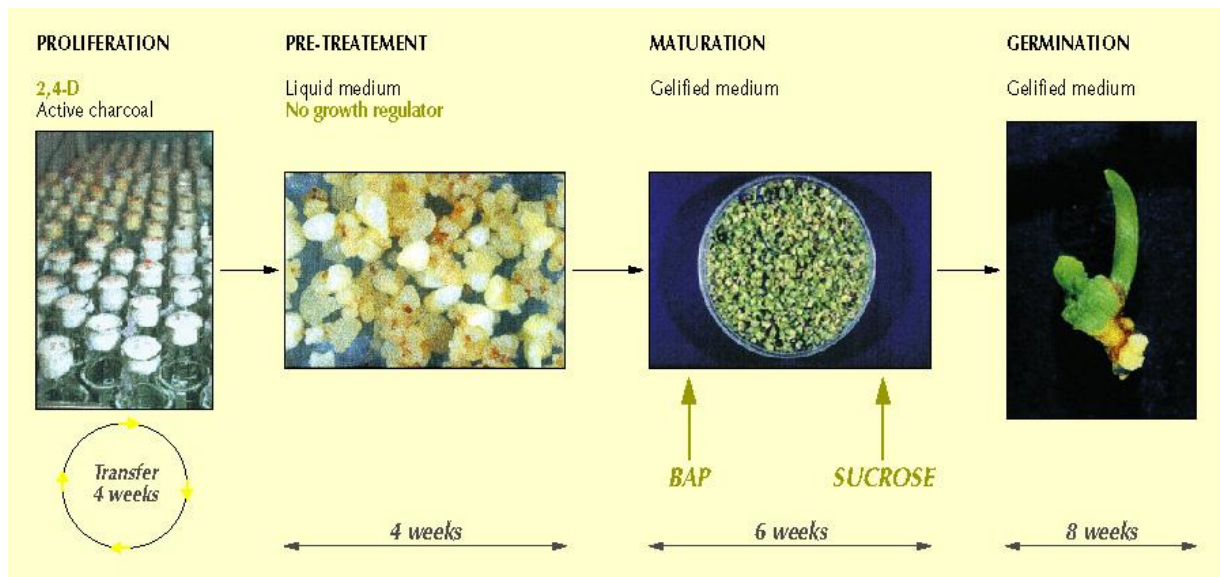 PROLIFERATION
2,4-D
Active charcoal
Transfer
4 weeks
PRE-TREATEMENT
Liquid medium
No growth regulator
4 weeks
MATURATION
Gelified medium
BAP
SUCROSE
6 weeks
GERMINATION
Gelified medium
8 weeks